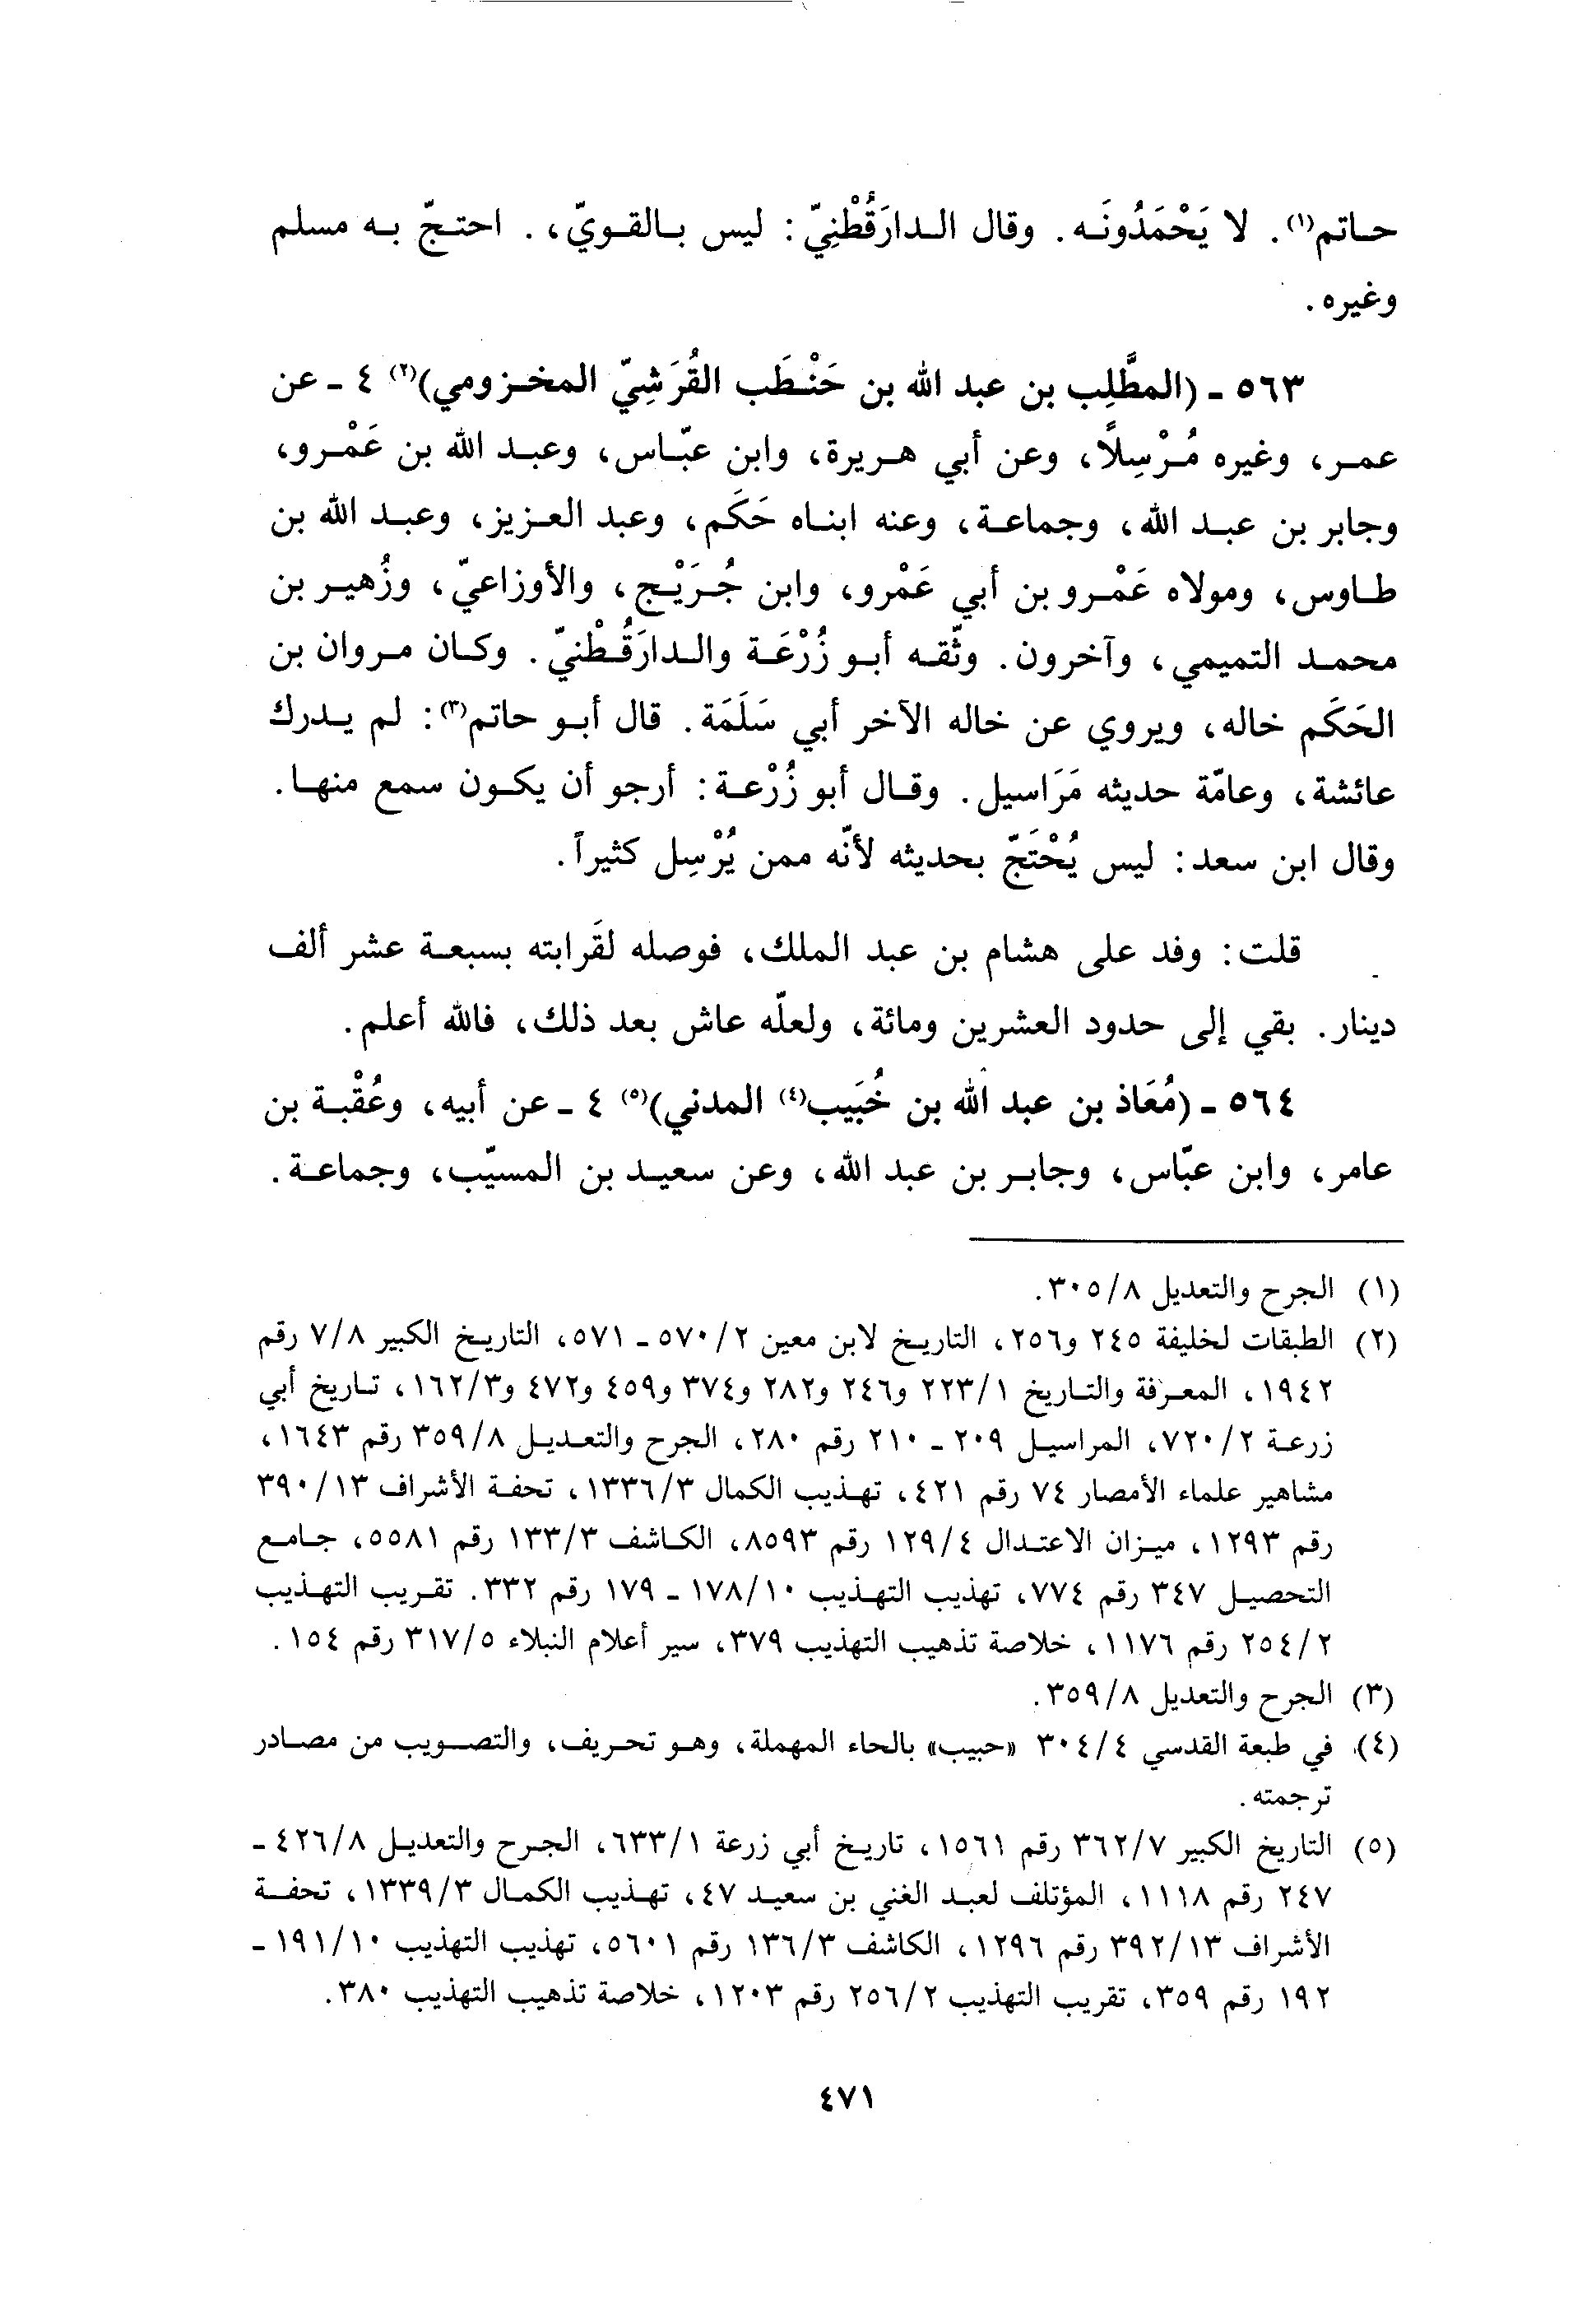 حاتم(١). لا يَحْمَدُونَه. وقال الدارَقُطْنِيّ: ليس بالقويّ،. احتجّ به مسلم
وغيره.
٥٦٣ - (المطَّلِب بن عبد الله بن حَنْطَب القُرَشِيّ المخزومي)(٢) ٤ - عن
عمر، وغيره مُرْسِلاً، وعن أبي هريرة، وابن عبّاس، وعبد الله بن عَمْرو،
وجابر بن عبد الله، وجماعة، وعنه ابناه حَكَم، وعبد العزيز، وعبد الله بن
طاوس، ومولاه عَمْرو بن أبي عَمْرو، وابن جُرَيْج، والأوزاعيّ، وزُهير بن
محمد التميمي، وآخرون. وثّقه أبو زُرْعَة والدارَقُطْنيّ. وكان مروان بن
الحَكَم خاله، ويروي عن خاله الآخر أبي سَلَمَة. قال أبو حاتم(٣): لم يدرك
عائشة، وعامّة حديثه مَرَاسيل. وقال أبو زُرْعة: أرجو أن يكون سمع منها.
وقال ابن سعد: ليس يُحْتَجّ بحديثه لأنّه ممن يُرْسِل كثيراً.
قلت: وفد على هشام بن عبد الملك، فوصله لقَرابته بسبعة عشر ألف
دينار. بقي إلى حدود العشرين ومائة، ولعلّه عاش بعد ذلك، فالله أعلم.
٥٦٤ - (مُعَاذ بن عبد الله بن خُبَيب(٤) المدني)(٥) ٤ - عن أبيه، وعُقْبة بن
عامر، وابن عبّاس، وجابر بن عبد الله، وعن سعيد بن المسيّب، وجماعة.
(١) الجرح والتعديل ٣٠٥/٨.
(٢) الطبقات لخليفة ٢٤٥ و٢٥٦، التاريخ لابن معين ٥٧٠/٢ - ٥٧١، التاريخ الكبير ٧/٨ رقم
١٩٤٢، المعرفة والتاريخ ٢٢٣/١ و٢٤٦ و٢٨٢ و٣٧٤ و٤٥٩ و٤٧٢ و١٦٢/٣، تاريخ أبي
زرعة ٧٢٠/٢، المراسيل ٢٠٩ - ٢١٠ رقم ٢٨٠، الجرح والتعديل ٣٥٩/٨ رقم ١٦٤٣،
مشاهير علماء الأمصار ٧٤ رقم ٤٢١، تهذيب الكمال ١٣٣٦/٣، تحفة الأشراف ٣٩٠/١٣
رقم ١٢٩٣، ميزان الاعتدال ١٢٩/٤ رقم ٨٥٩٣، الكاشف ١٣٣/٣ رقم ٥٥٨١، جامع
التحصيل ٣٤٧ رقم ٧٧٤، تهذيب التهذيب ١٧٨/١٠ - ١٧٩ رقم ٣٣٢. تقريب التهذيب
٢٥٤/٢ رقم ١١٧٦، خلاصة تذهيب التهذيب ٣٧٩، سير أعلام النبلاء ٣١٧/٥ رقم ١٥٤.
(٣) الجرح والتعديل ٣٥٩/٨.
(٤) في طبعة القدسي ٣٠٤/٤ «حبيب» بالحاء المهملة، وهو تحريف، والتصويب من مصادر
ترجمته.
(٥) التاريخ الكبير ٣٦٢/٧ رقم ١٥٦١، تاريخ أبي زرعة ٦٣٣/١، الجرح والتعديل ٤٢٦/٨ -
٢٤٧ رقم ١١١٨، المؤتلف لعبد الغني بن سعيد ٤٧، تهذيب الكمال ١٣٣٩/٣، تحفة
الأشراف ٣٩٢/١٣ رقم ١٢٩٦، الكاشف ١٣٦/٣ رقم ٥٦٠١، تهذيب التهذيب ١٩١/١٠ -
١٩٢ رقم ٣٥٩، تقريب التهذيب ٢٥٦/٢ رقم ١٢٠٣، خلاصة تذهيب التهذيب ٣٨٠.
٤٧١